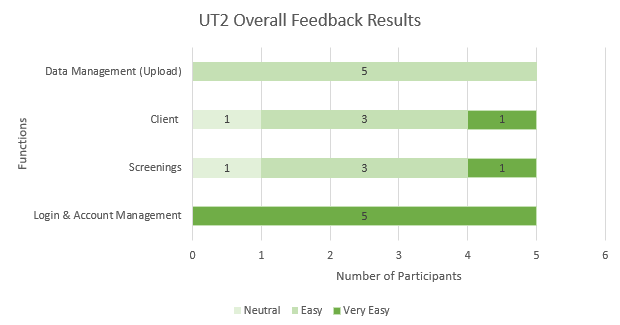 UT2 Overall Feedback Results
Data Management (Upload)
5
Client
1 3 1
Screenings
1 3 1
Login & Account Management
5
Functions
0 1 2 3 4 5 6
Number of Participants
Neutral Easy Very Easy